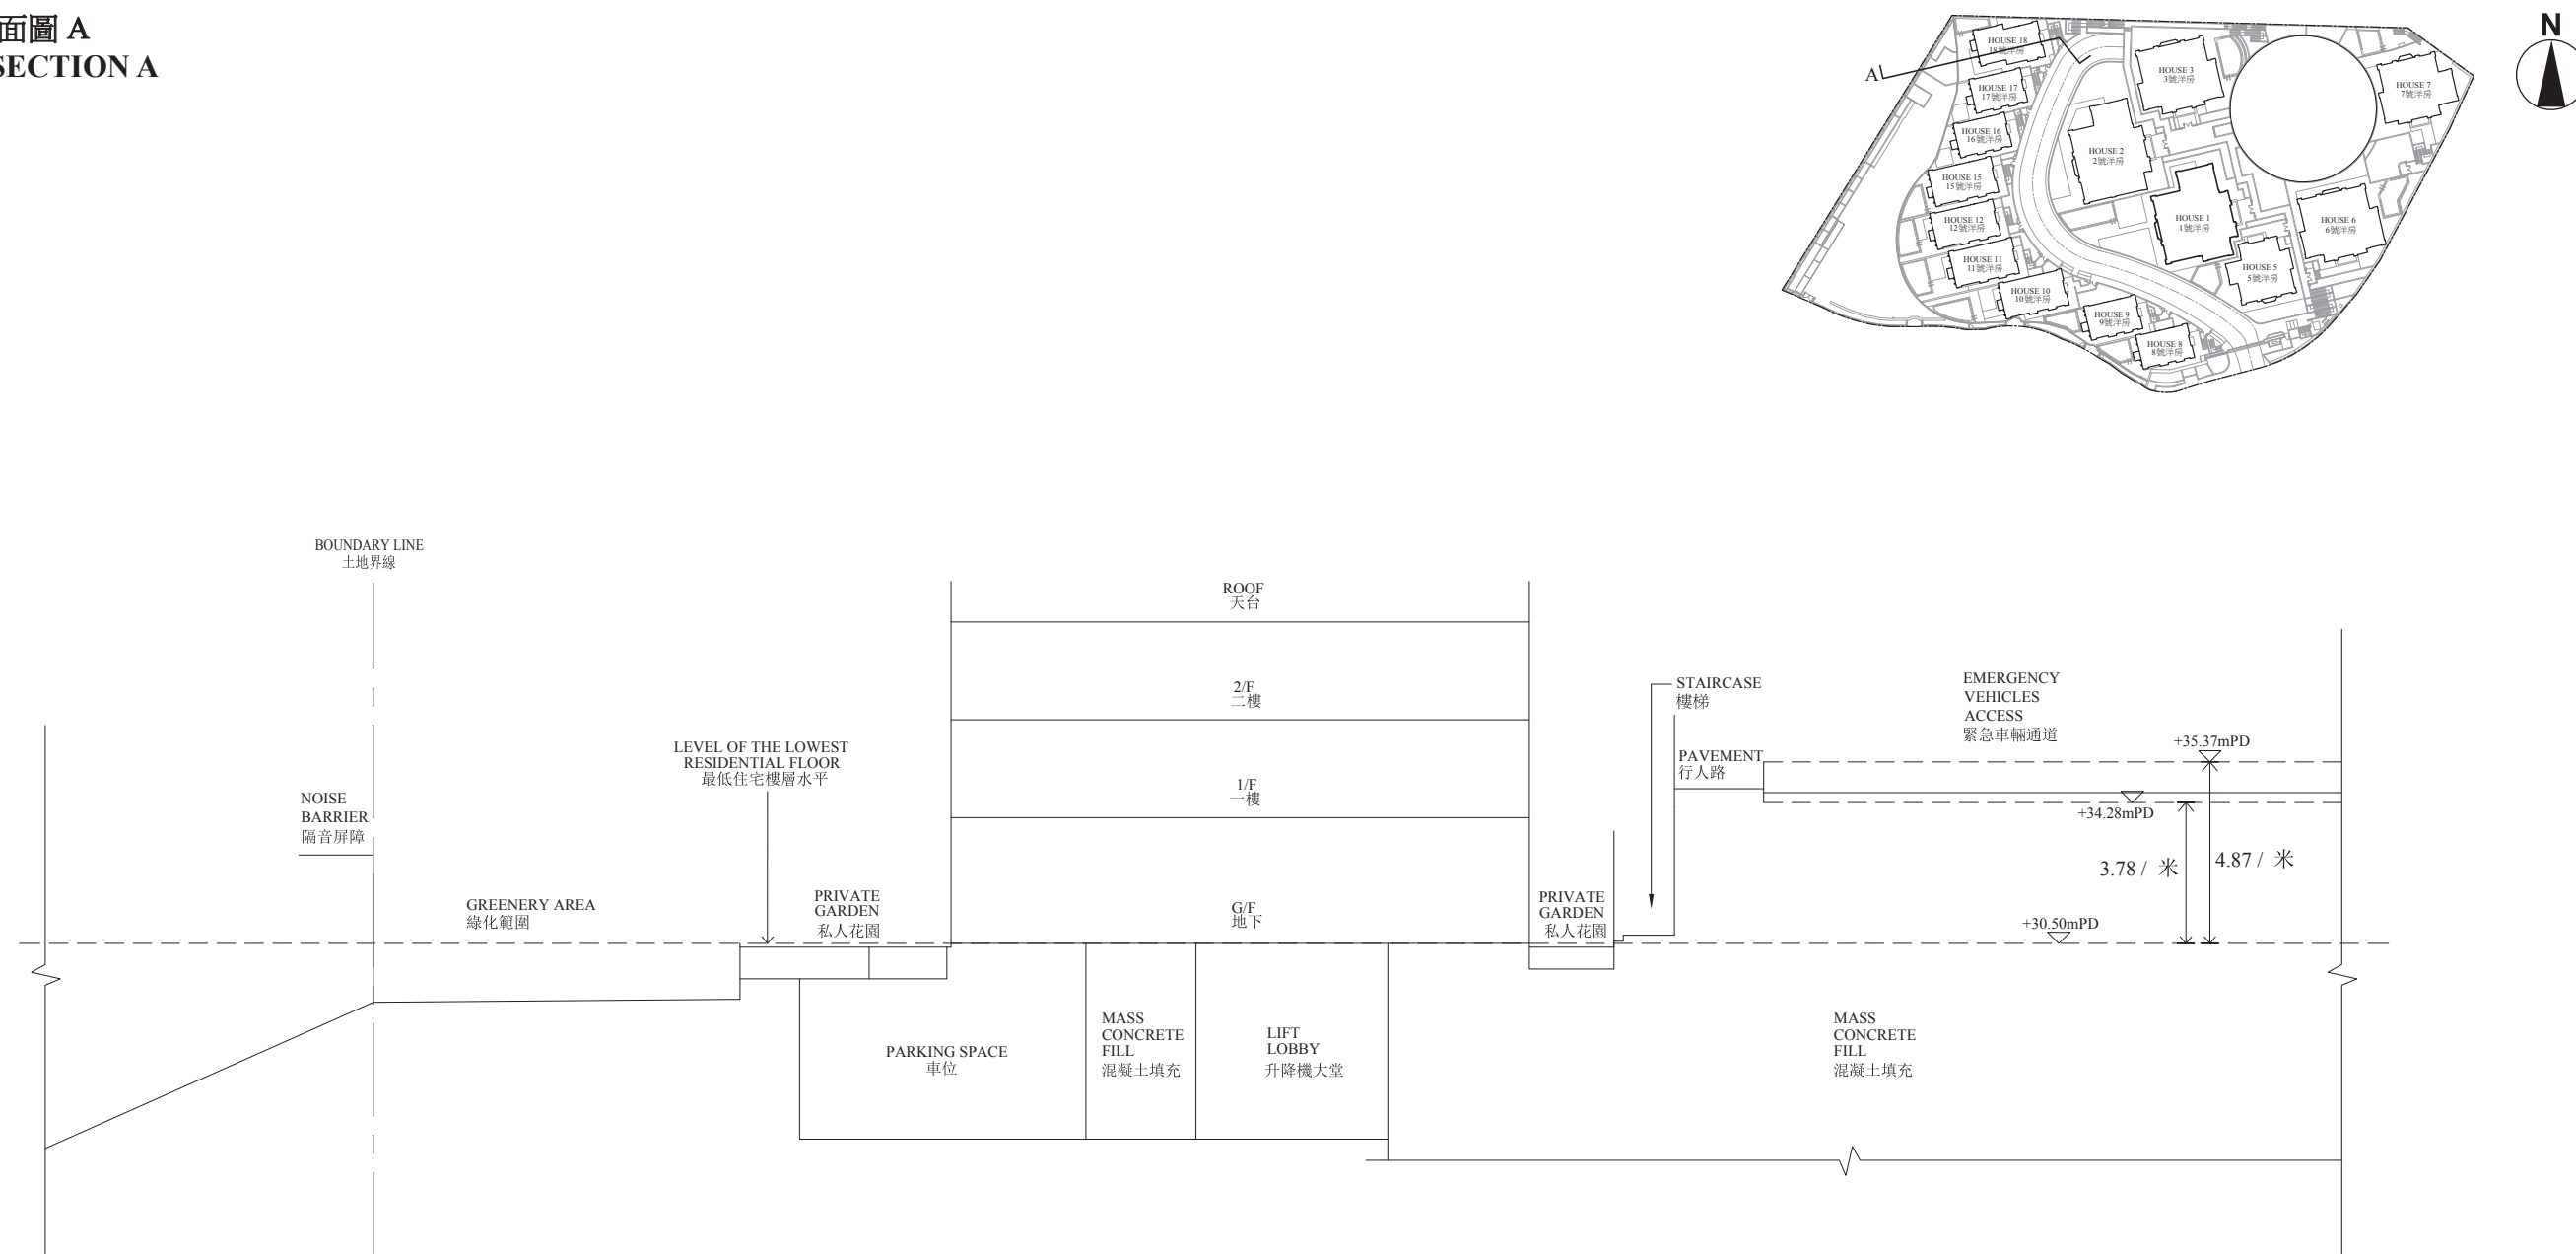 面圖 A
SECTION A
N
A
HOUSE 18
18號洋房
HOUSE 17
17號洋房
HOUSE 16
16號洋房
HOUSE 15
15號洋房
HOUSE 12
12號洋房
HOUSE 11
11號洋房
HOUSE 10
10號洋房
HOUSE 9
9號洋房
HOUSE 8
8號洋房
HOUSE 3
3號洋房
HOUSE 2
2號洋房
HOUSE 1
1號洋房
HOUSE 5
5號洋房
HOUSE 6
6號洋房
HOUSE 7
7號洋房
BOUNDARY LINE
土地界線
NOISE
BARRIER
隔音屏障
GREENERY AREA
綠化範圍
LEVEL OF THE LOWEST
RESIDENTIAL FLOOR
最低住宅樓層水平
PRIVATE
GARDEN
私人花園
ROOF
天台
2/F
二樓
1/F
一樓
G/F
地下
PRIVATE
GARDEN
私人花園
STAIRCASE
樓梯
PAVEMENT
行人路
EMERGENCY
VEHICLES
ACCESS
緊急車輛通道
+35.37mPD
+34.28mPD
3.78 / 米
4.87 / 米
+30.50mPD
PARKING SPACE
車位
MASS
CONCRETE
FILL
混凝土填充
LIFT
LOBBY
升降機大堂
MASS
CONCRETE
FILL
混凝土填充